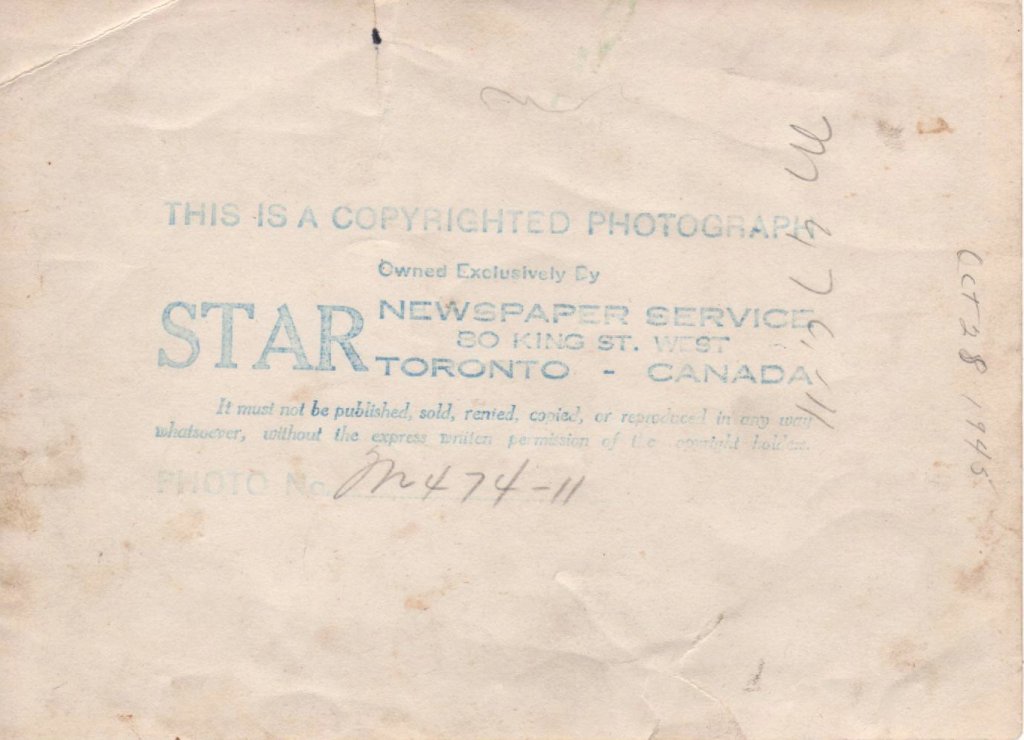 THIS IS A COPYRIGHTED PHOTOGRAPH
Owned Exclusively By
STAR
NEWSPAPER SERVICE
80 KING ST. WEST
TORONTO - CANADA
It must not be published, sold, rented, copied, or reproduced in any way
whatsoever, without the express written permission of the copyright holders.
PHOTO No. M474-11
OCT 28 1945